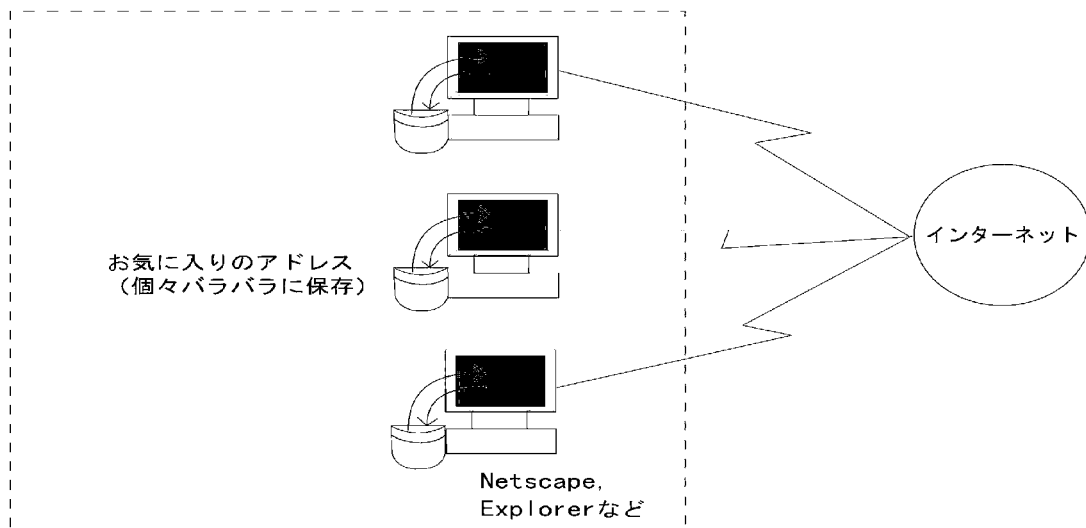 インターネット
お気に入りのアドレス
（個々バラバラに保存）
Netscape,
Explorerなど